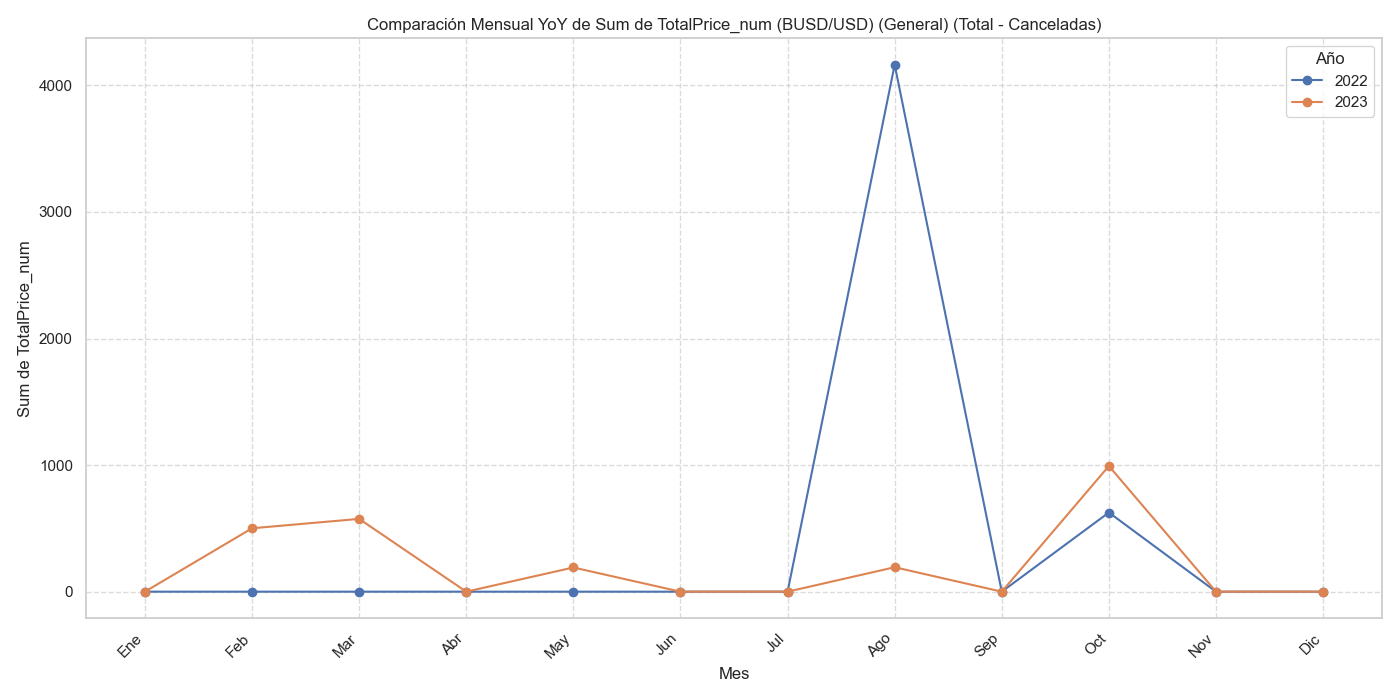 Comparación Mensual YoY de Sum de TotalPrice_num (BUSD/USD) (General) (Total - Canceladas)
Año
2022
2023
Sum de TotalPrice_num
4000
3000
2000
1000
0
Ene
Feb
Mar
Abr
May
Jun
Jul
Ago
Sep
Oct
Nov
Dic
Mes